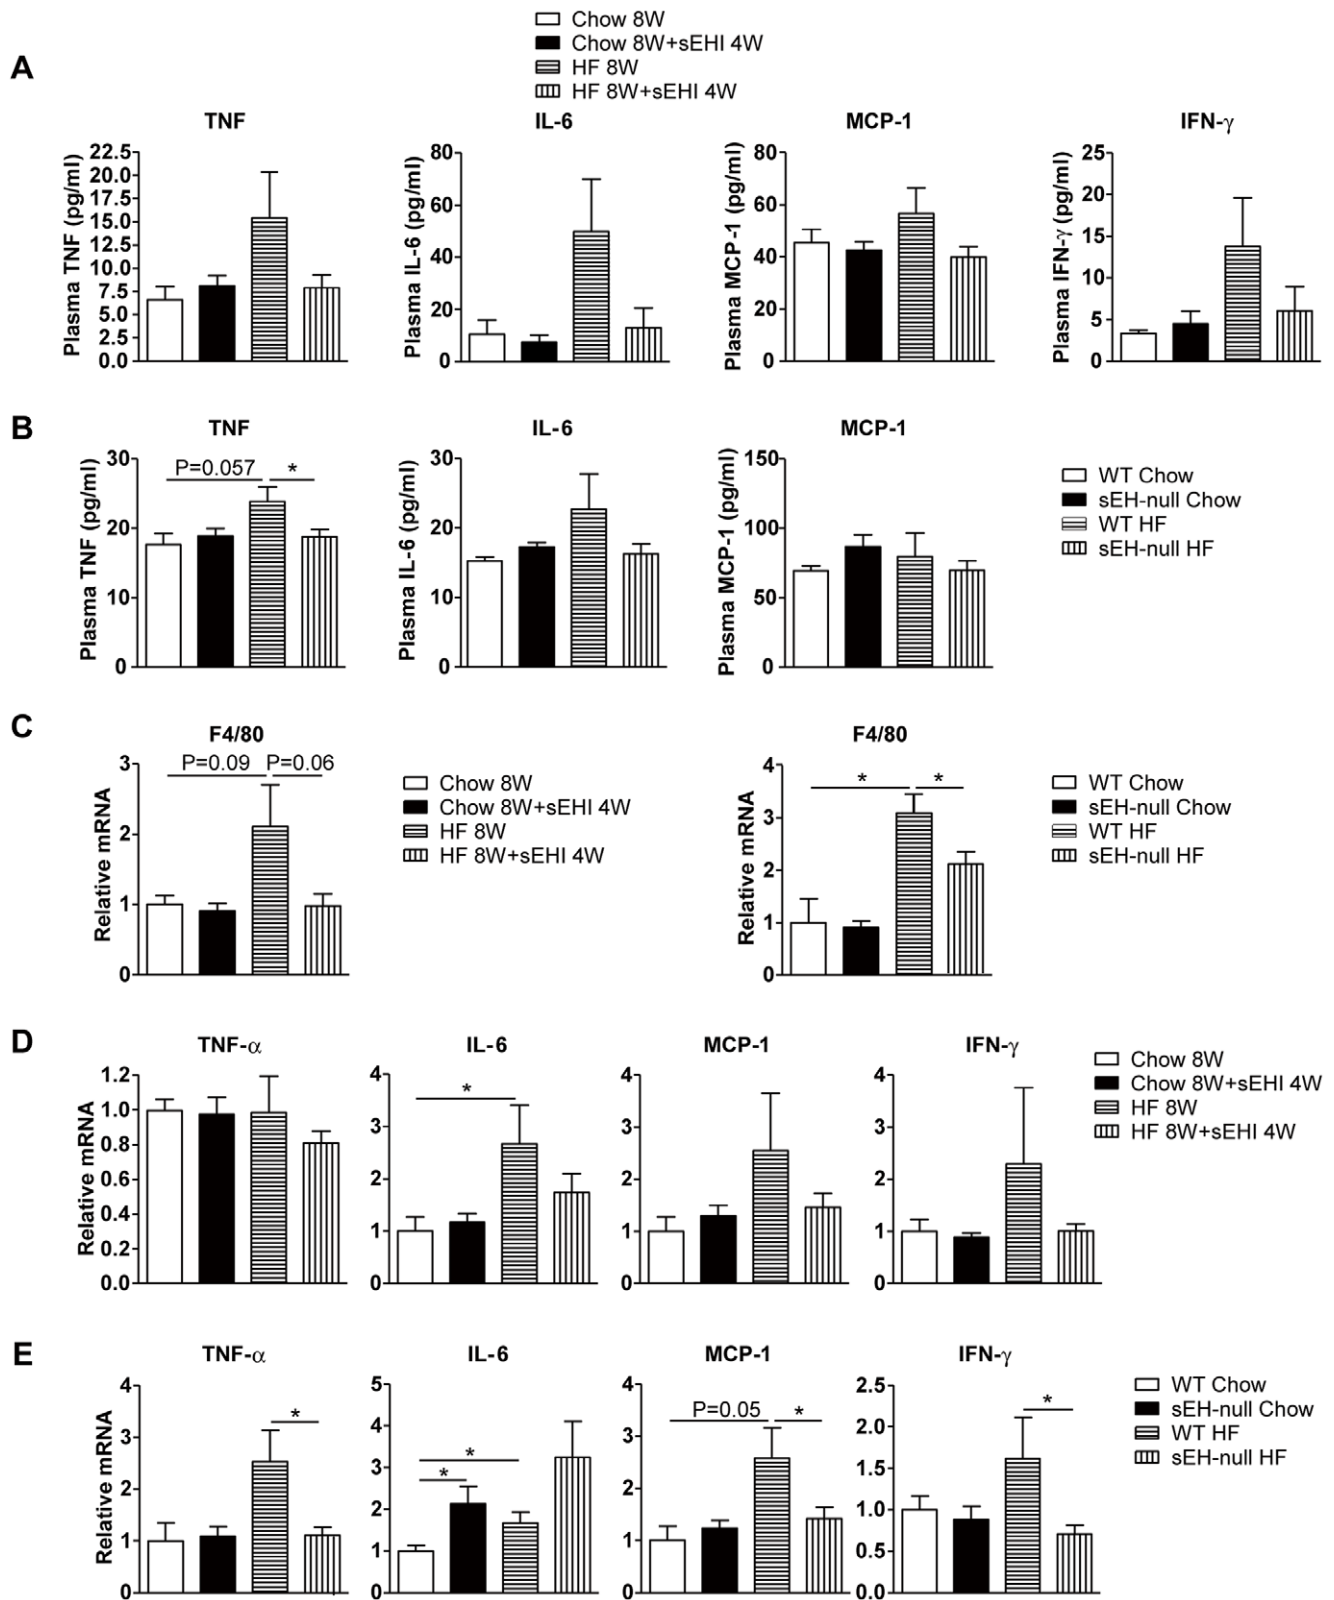 Chow 8W
Chow 8W+sEHI 4W
HF 8W
HF 8W+sEHI 4W
A
TNF
IL-6
MCP-1
IFN-γ
Plasma TNF (pg/ml)
22.5
20.0
17.5
15.0
12.5
10.0
7.5
5.0
2.5
0.0
Plasma IL-6 (pg/ml)
80
60
40
20
0
Plasma MCP-1 (pg/ml)
80
60
40
20
0
Plasma IFN-γ (pg/ml)
25
20
15
10
5
0
B
TNF
IL-6
MCP-1
Plasma TNF (pg/ml)
30
20
10
0
P=0.057
*
Plasma IL-6 (pg/ml)
30
20
10
0
Plasma MCP-1 (pg/ml)
150
100
50
0
WT Chow
sEH-null Chow
WT HF
sEH-null HF
C
F4/80
Relative mRNA
3
2
1
0
P=0.09
P=0.06
Chow 8W
Chow 8W+sEHI 4W
HF 8W
HF 8W+sEHI 4W
F4/80
Relative mRNA
4
3
2
1
0
*
*
WT Chow
sEH-null Chow
WT HF
sEH-null HF
D
TNF-α
IL-6
MCP-1
IFN-γ
Relative mRNA
1.2
1.0
0.8
0.6
0.4
0.2
0.0
4
3
2
1
0
*
4
3
2
1
0
4
3
2
1
0
Chow 8W
Chow 8W+sEHI 4W
HF 8W
HF 8W+sEHI 4W
E
TNF-α
IL-6
MCP-1
IFN-γ
Relative mRNA
4
3
2
1
0
*
5
4
3
2
1
0
*
*
4
3
2
1
0
P=0.05
*
2.5
2.0
1.5
1.0
0.5
0.0
*
WT Chow
sEH-null Chow
WT HF
sEH-null HF